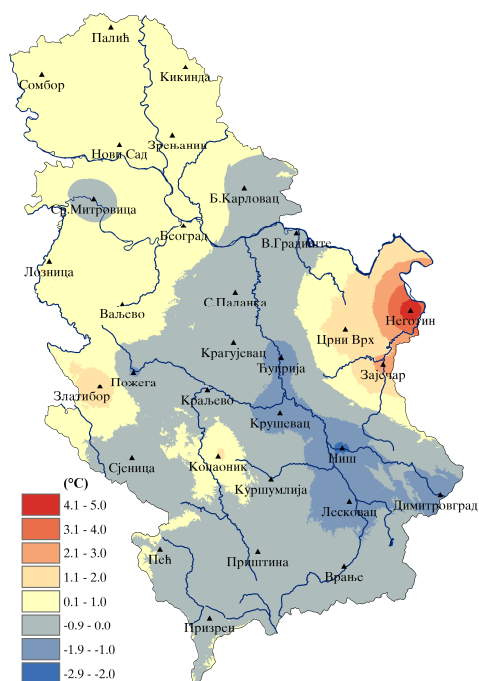 Палић
Кикинда
Сомбор
Зрењанин
Нови Сад
Б.Карловац
Ср.Митровица
Београд
В.Градиште
Лозница
С.Паланка
Ваљево
Неготин
Црни Врх
Крагујевац
Ћуприја
Зајечар
Пожега
Златибор
Краљево
Крушевац
Ниш
Сјеница
Копаоник
Куршумлија
Димитровград
Лесковац
Пећ
Приштина
Врање
Призрен
(°C)
4.1 - 5.0
3.1 - 4.0
2.1 - 3.0
1.1 - 2.0
0.1 - 1.0
-0.9 - 0.0
-1.9 - -1.0
-2.9 - -2.0